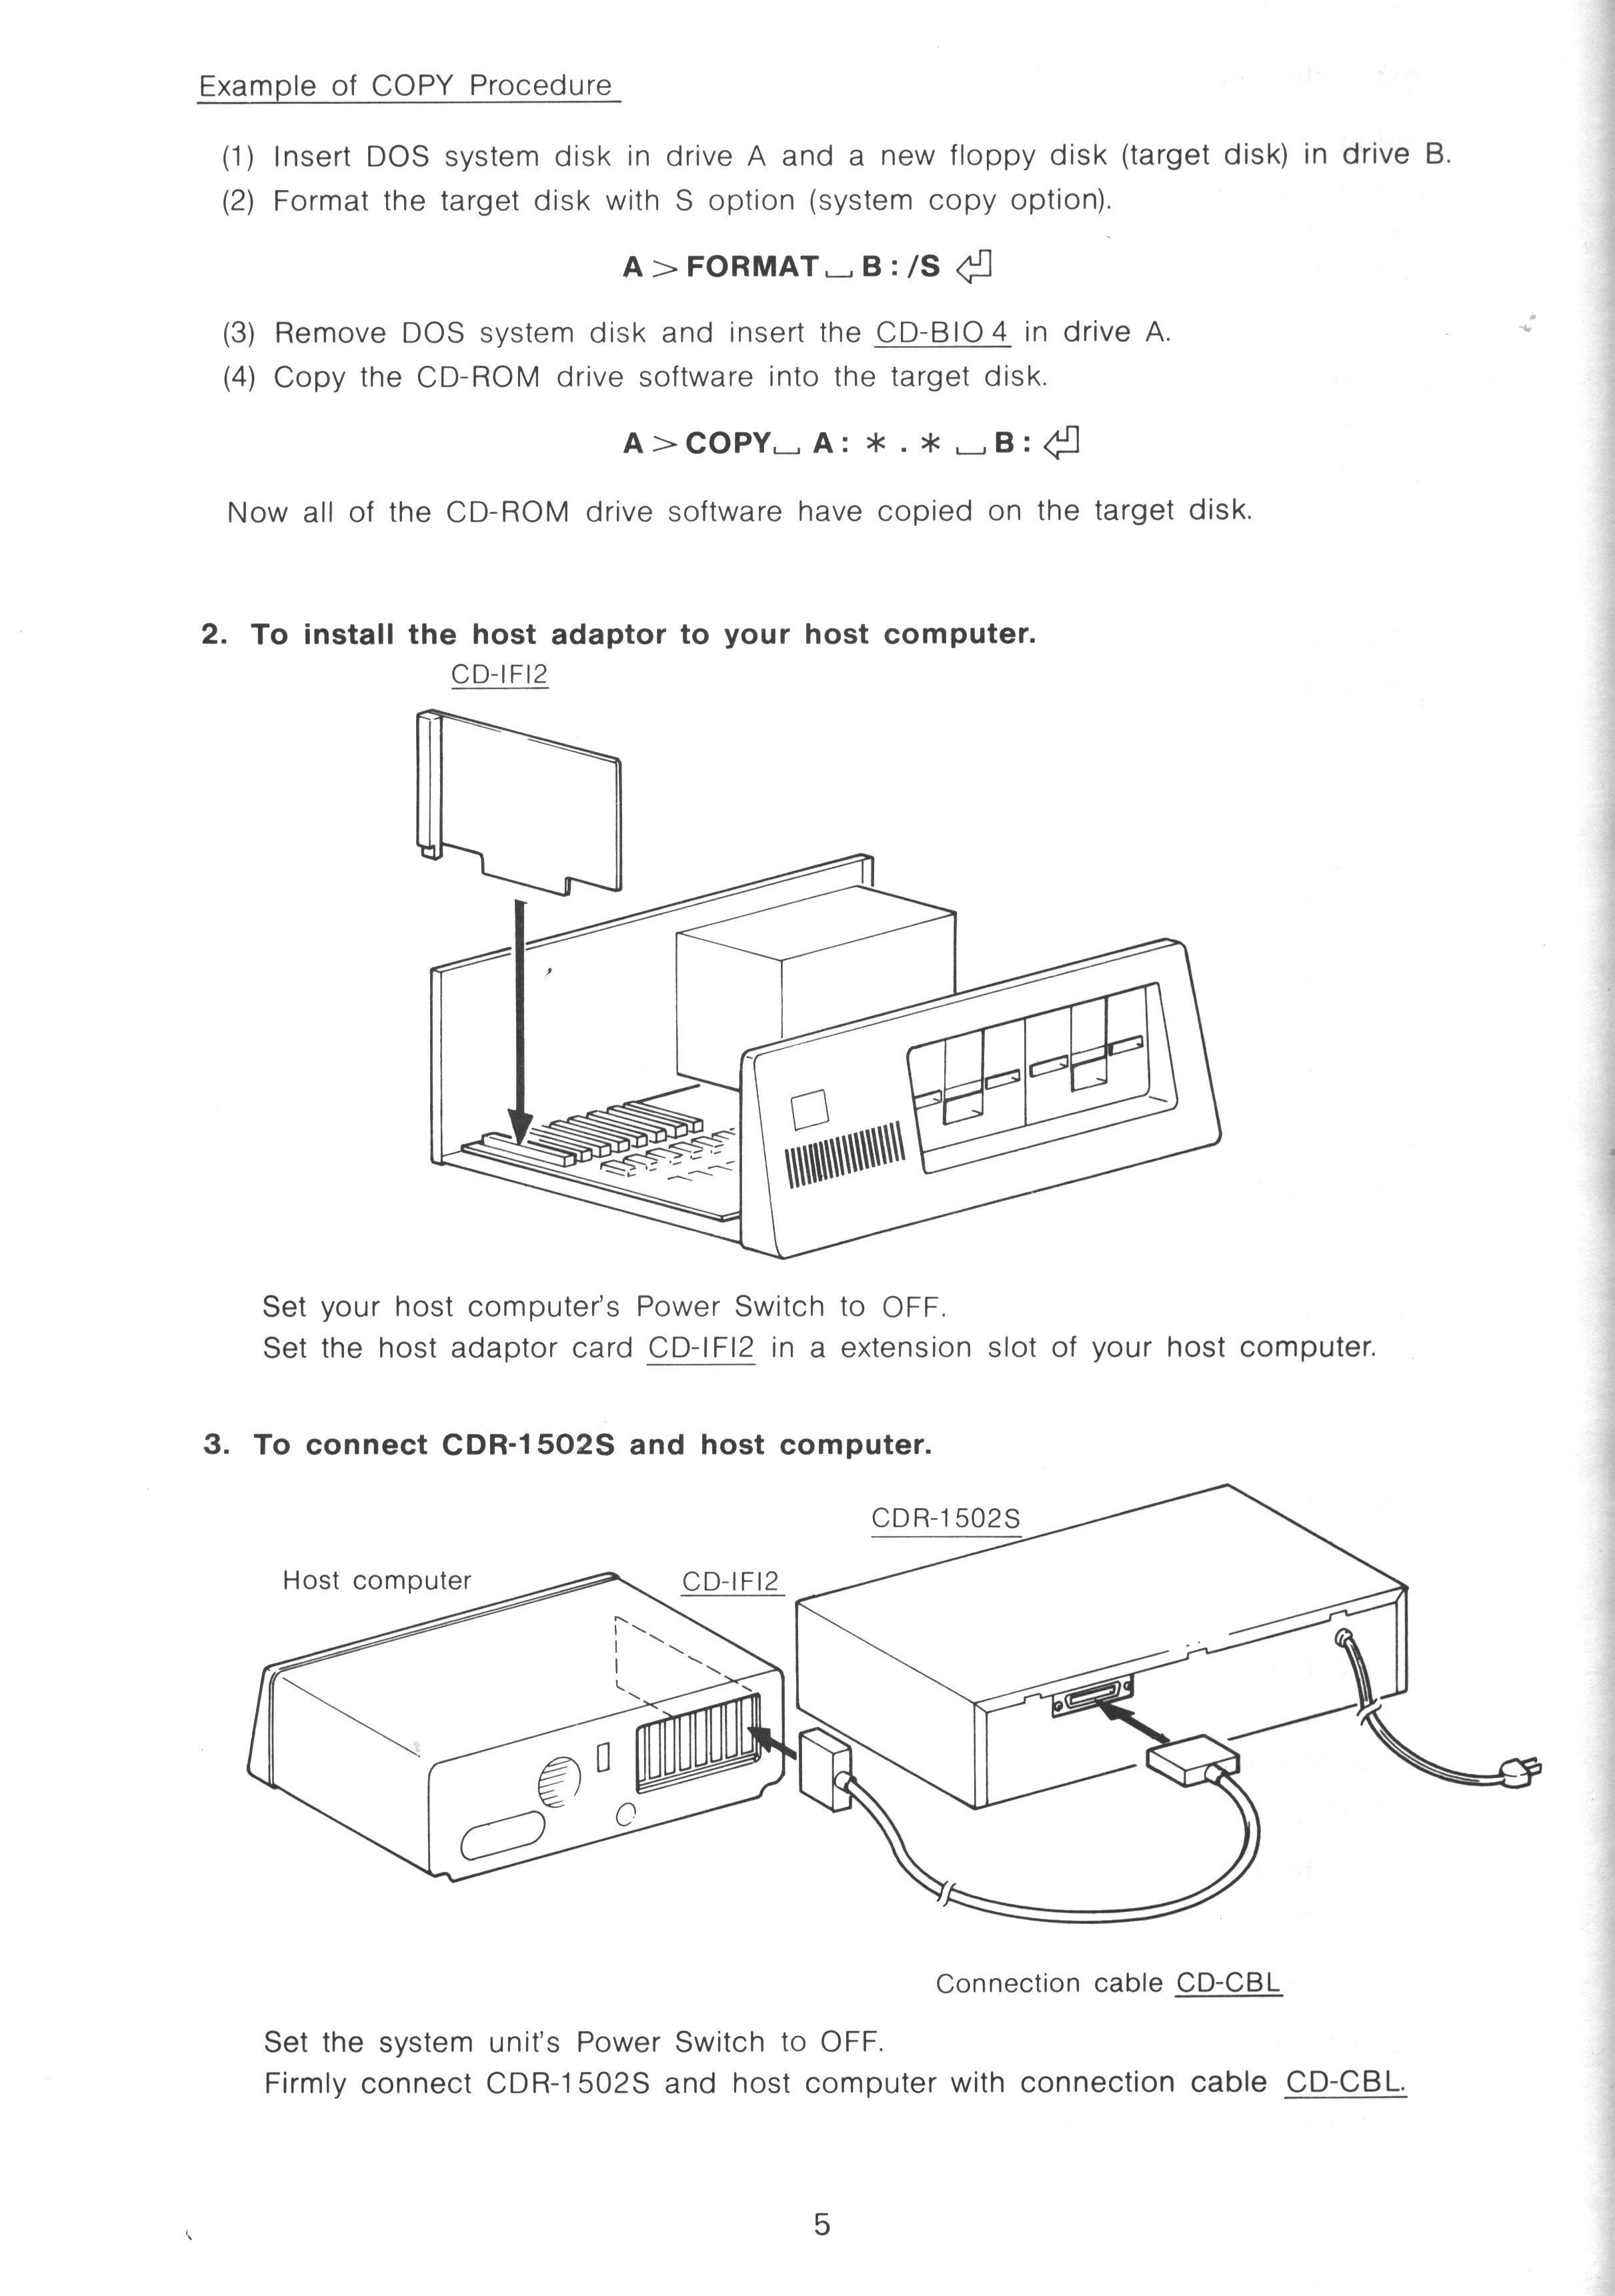 Example of COPY Procedure
(1) Insert DOS system disk in drive A and a new floppy disk (target disk) in drive B.
(2) Format the target disk with S option (system copy option).
A > FORMAT⎵ B : /S ⏎
(3) Remove DOS system disk and insert the CD-BIO 4 in drive A.
(4) Copy the CD-ROM drive software into the target disk.
A > COPY⎵ A : * . * ⎵ B : ⏎
Now all of the CD-ROM drive software have copied on the target disk.
2. To install the host adaptor to your host computer.
CD-IFI2
Set your host computer's Power Switch to OFF.
Set the host adaptor card CD-IFI2 in a extension slot of your host computer.
3. To connect CDR-1502S and host computer.
CDR-1502S
Host computer
CD-IFI2
Connection cable CD-CBL
Set the system unit's Power Switch to OFF.
Firmly connect CDR-1502S and host computer with connection cable CD-CBL.
5